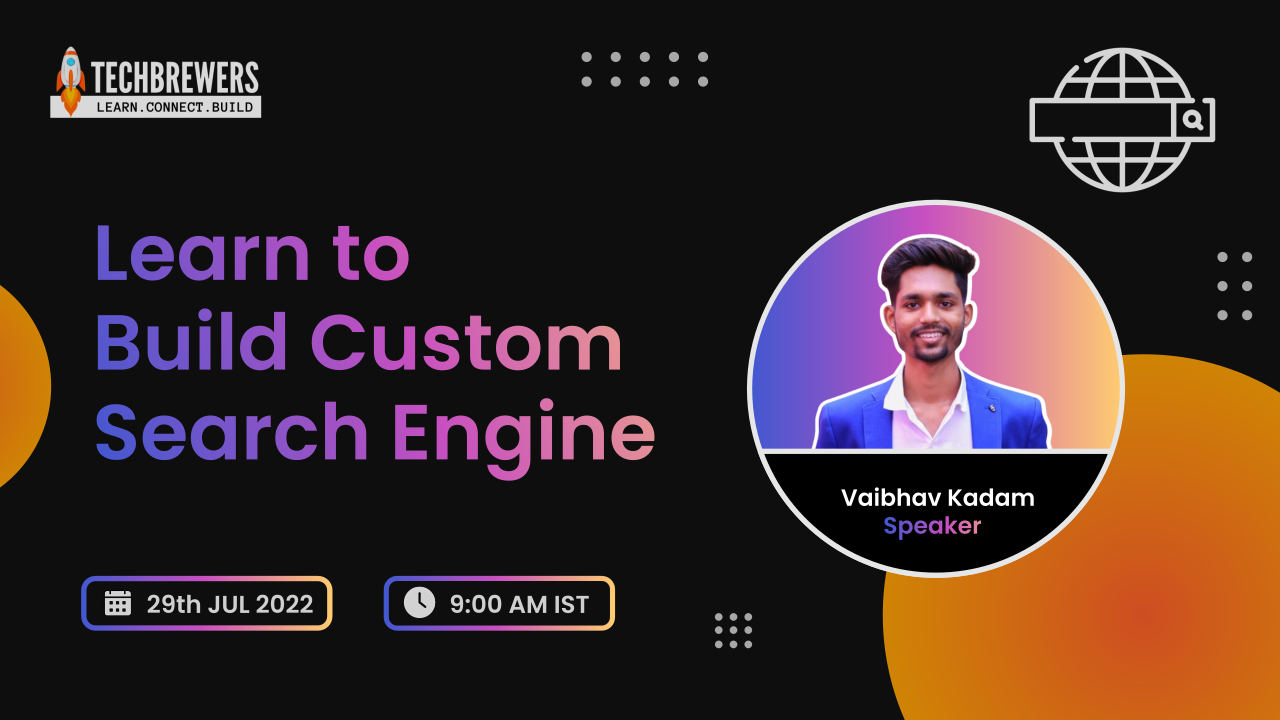 TECHBREWERS
LEARN.CONNECT.BUILD
Learn to
Build Custom
Search Engine
Vaibhav Kadam
Speaker
29th JUL 2022
9:00 AM IST